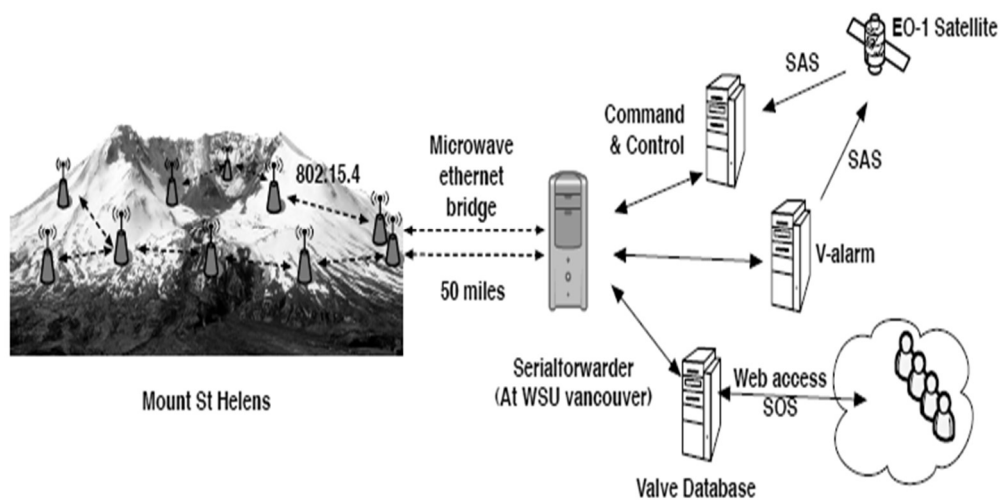 802.15.4
Mount St Helens
Microwave
ethernet
bridge
50 miles
Serialforwarder
(At WSU vancouver)
Command
& Control
SAS
EO-1 Satellite
SAS
V-alarm
Web access
SOS
Valve Database